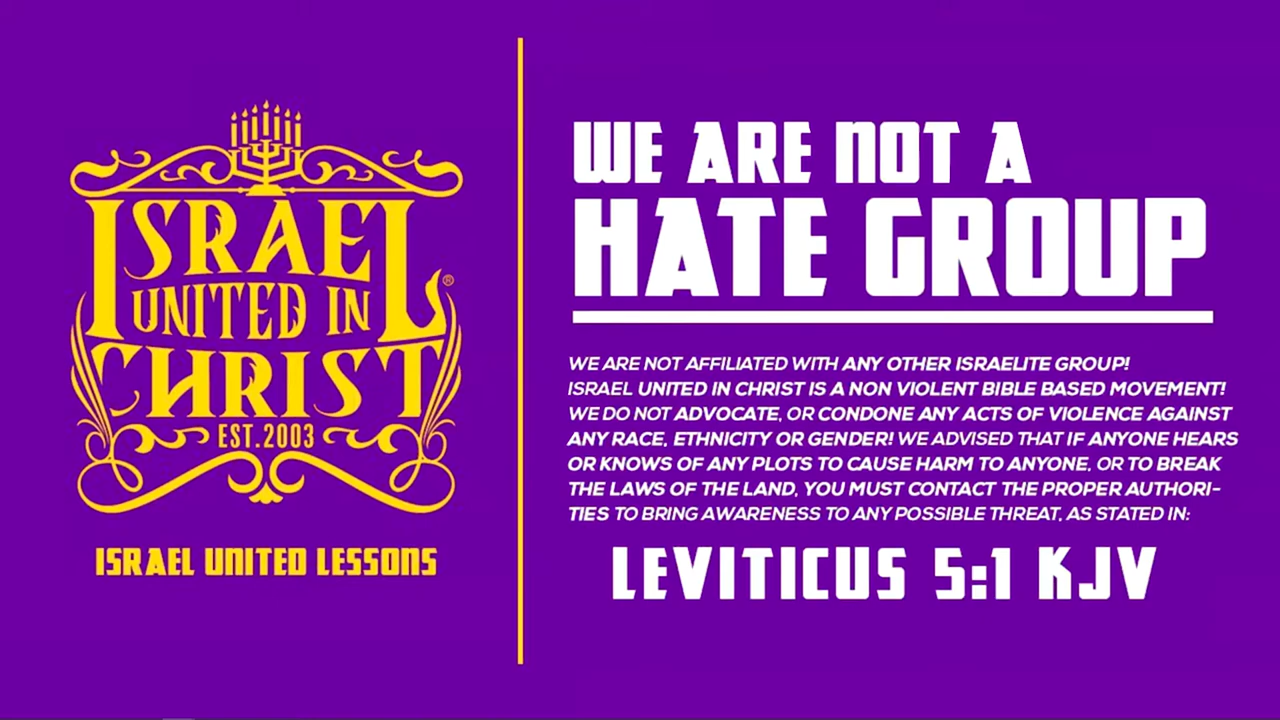 ISRAEL
UNITED IN
CHRIST®
EST.2003
ISRAEL UNITED LESSONS
WE ARE NOT A
HATE GROUP
WE ARE NOT AFFILIATED WITH ANY OTHER ISRAELITE GROUP!
ISRAEL UNITED IN CHRIST IS A NON VIOLENT BIBLE BASED MOVEMENT!
WE DO NOT ADVOCATE, OR CONDONE ANY ACTS OF VIOLENCE AGAINST
ANY RACE, ETHNICITY OR GENDER! WE ADVISED THAT IF ANYONE HEARS
OR KNOWS OF ANY PLOTS TO CAUSE HARM TO ANYONE, OR TO BREAK
THE LAWS OF THE LAND, YOU MUST CONTACT THE PROPER AUTHORI-
TIES TO BRING AWARENESS TO ANY POSSIBLE THREAT, AS STATED IN:
LEVITICUS 5:1 KJV